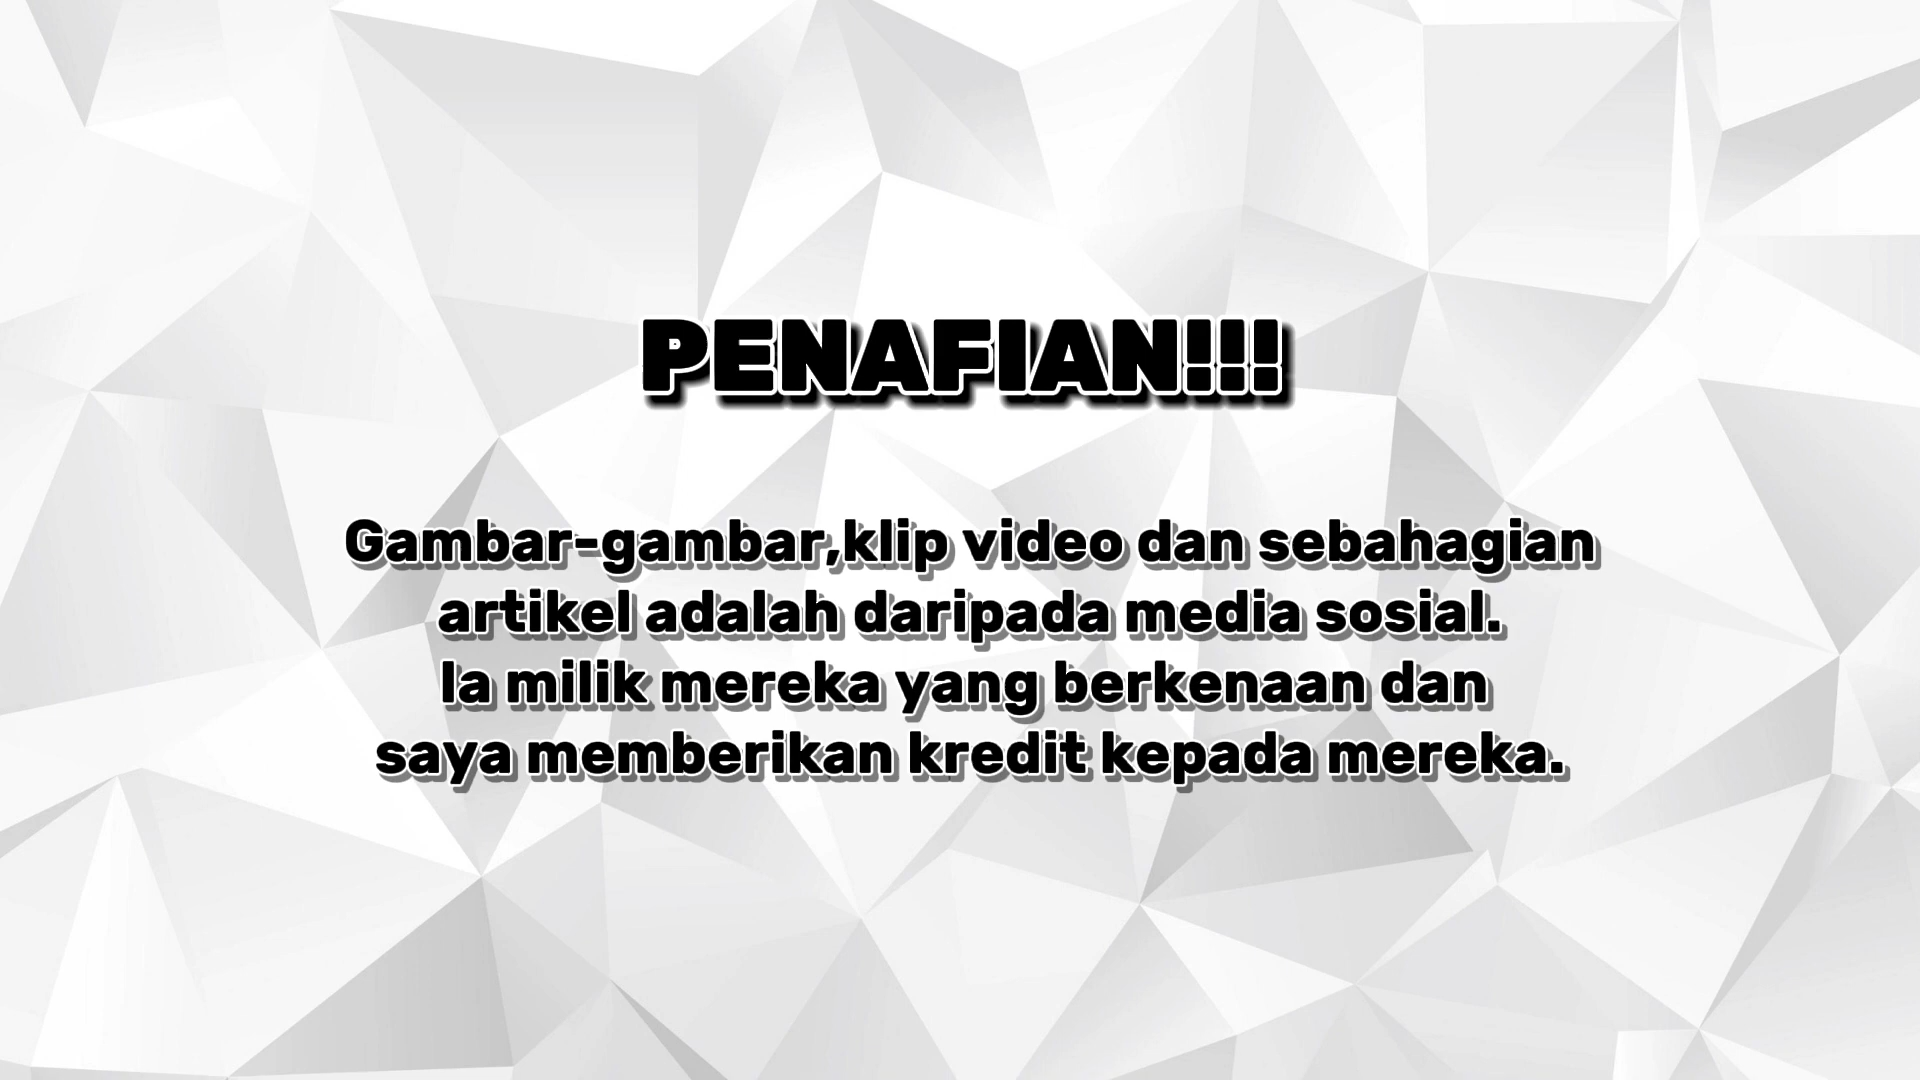 PENAFIAN!!!
Gambar-gambar,klip video dan sebahagian
artikel adalah daripada media sosial.
Ia milik mereka yang berkenaan dan
saya memberikan kredit kepada mereka.